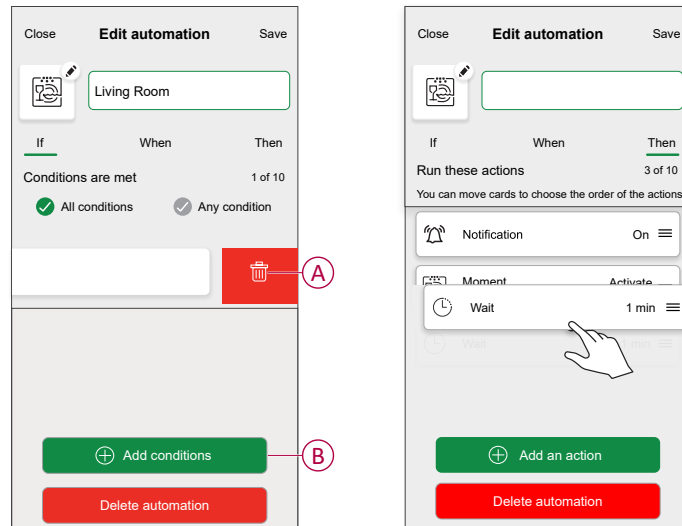 Close Edit automation Save
Living Room
If When Then
Conditions are met 1 of 10
All conditions Any condition
A
Add conditions
B
Delete automation
Close Edit automation Save
If When Then
Run these actions 3 of 10
You can move cards to choose the order of the actions
Notification On
Moment Activate
Wait 1 min
Wait 1 min
Add an action
Delete automation